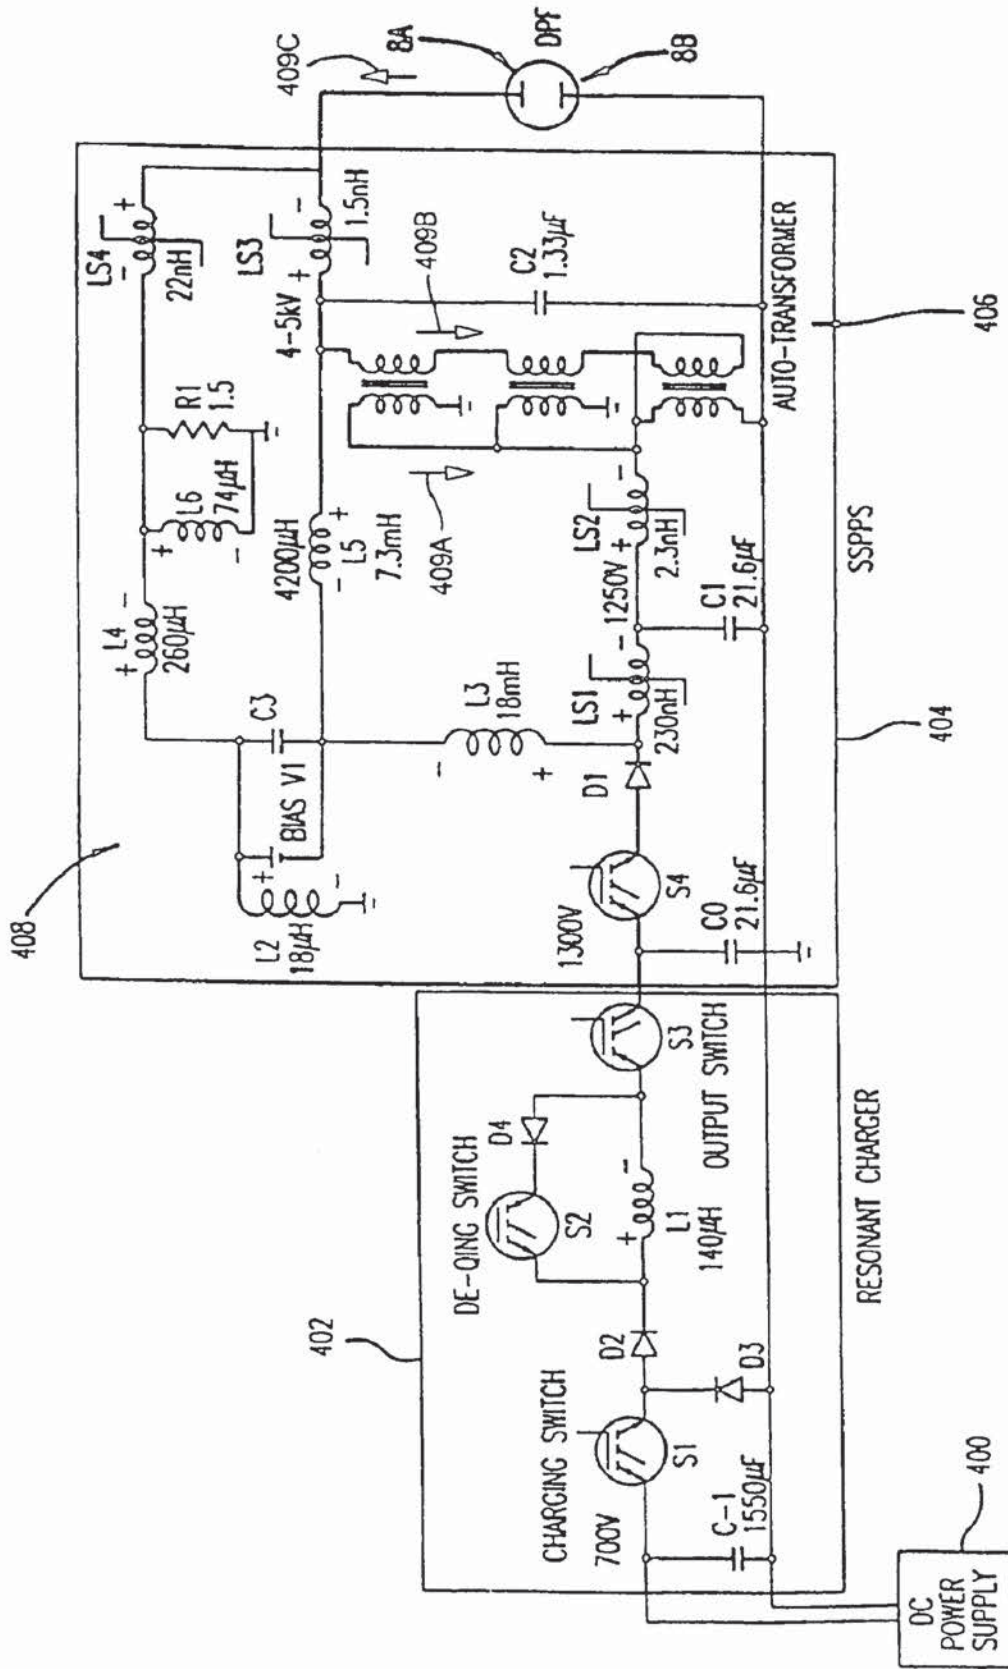 DC
POWER
SUPPLY
400
402
CHARGING SWITCH
700V
S1
C-1
1550µF
D2
D3
DE-QING SWITCH
S2
D4
+ -
L1
140µH
OUTPUT SWITCH
S3
RESONANT CHARGER
408
L2
18µH
+
-
BIAS V1
C3
1300V
S4
C0
21.6µF
D1
L3
18mH
-
+
+ -
LS1
230nH
1250V
C1
21.6µF
+ -
LS2
2.3nH
+ -
L4
260µH
+
-
L6
74µH
R1
1.5
4200µH
- +
L5
7.3mH
409A
409B
4-5kV
- +
LS4
22nH
LS3
+ -
1.5nH
C2
1.33µF
AUTO-TRANSFORMER
406
SSPPS
404
409C
8A
DPF
8B